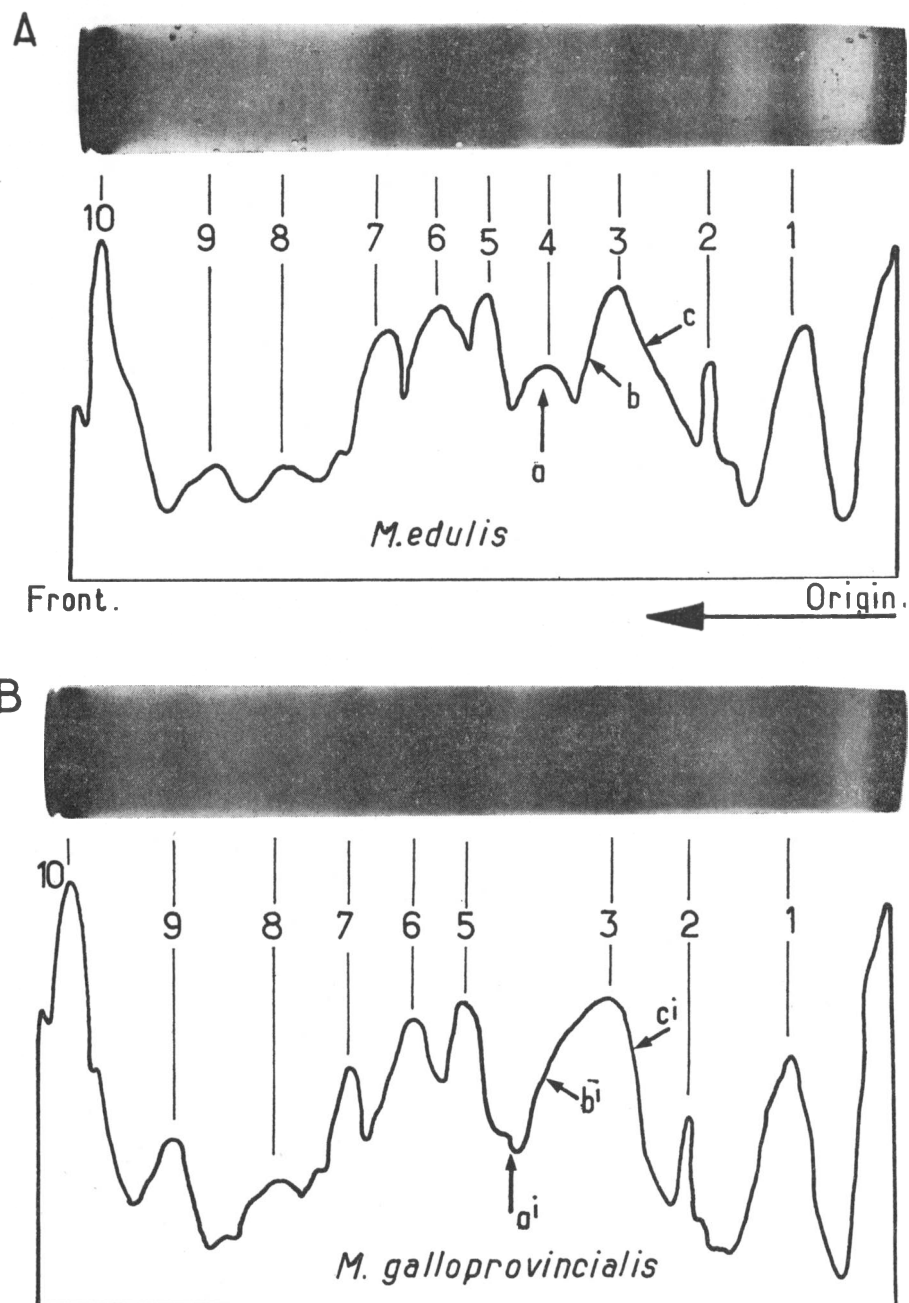 A
10 9 8 7 6 5 4 3 2 1
c
b
a
M.edulis
Front. Origin.
B
10 9 8 7 6 5 3 2 1
cⁱ
b̄ⁱ
aⁱ
M. galloprovincialis